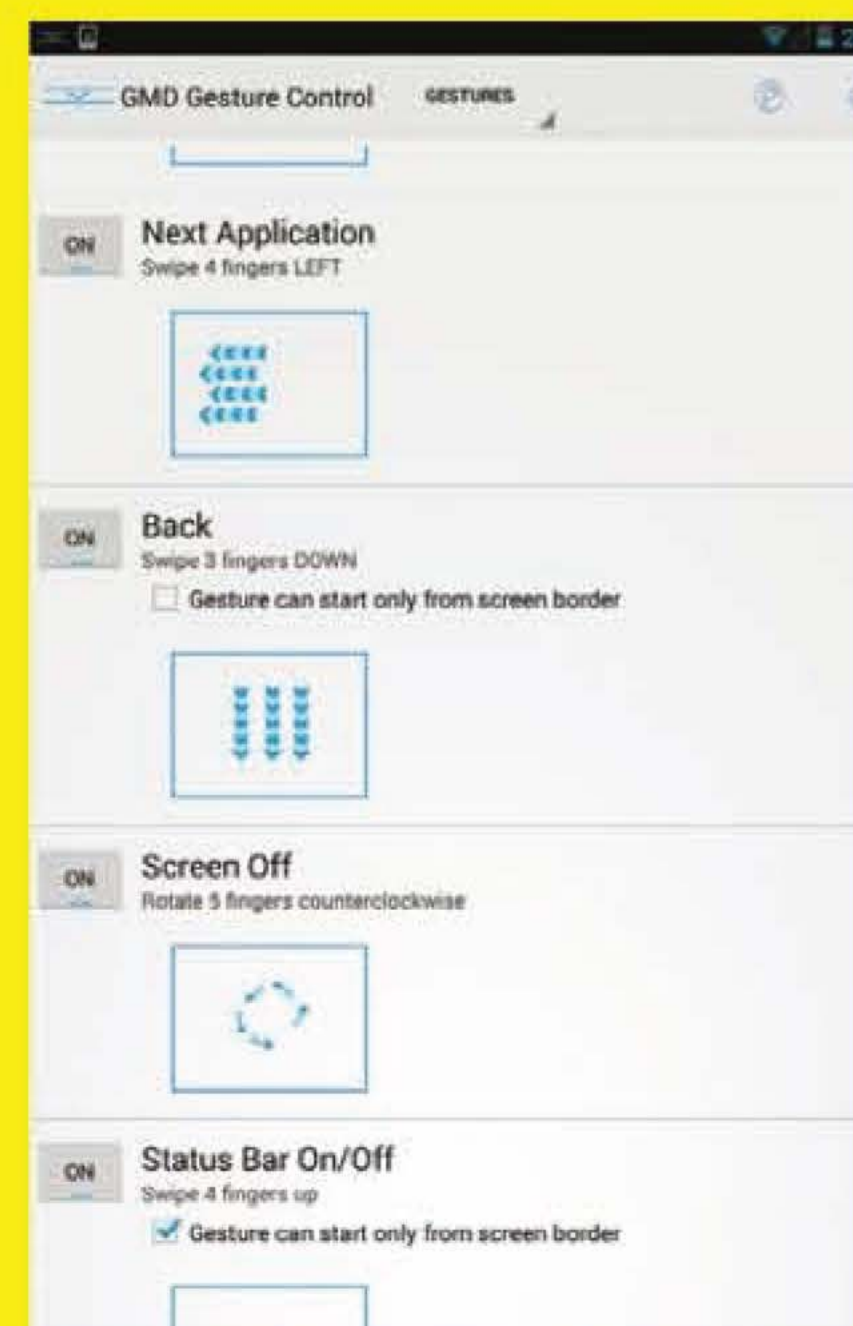 2
GMD Gesture Control GESTURES
ON Next Application
Swipe 4 fingers LEFT
ON Back
Swipe 3 fingers DOWN
Gesture can start only from screen border
ON Screen Off
Rotate 5 fingers counterclockwise
ON Status Bar On/Off
Swipe 4 fingers up
Gesture can start only from screen border